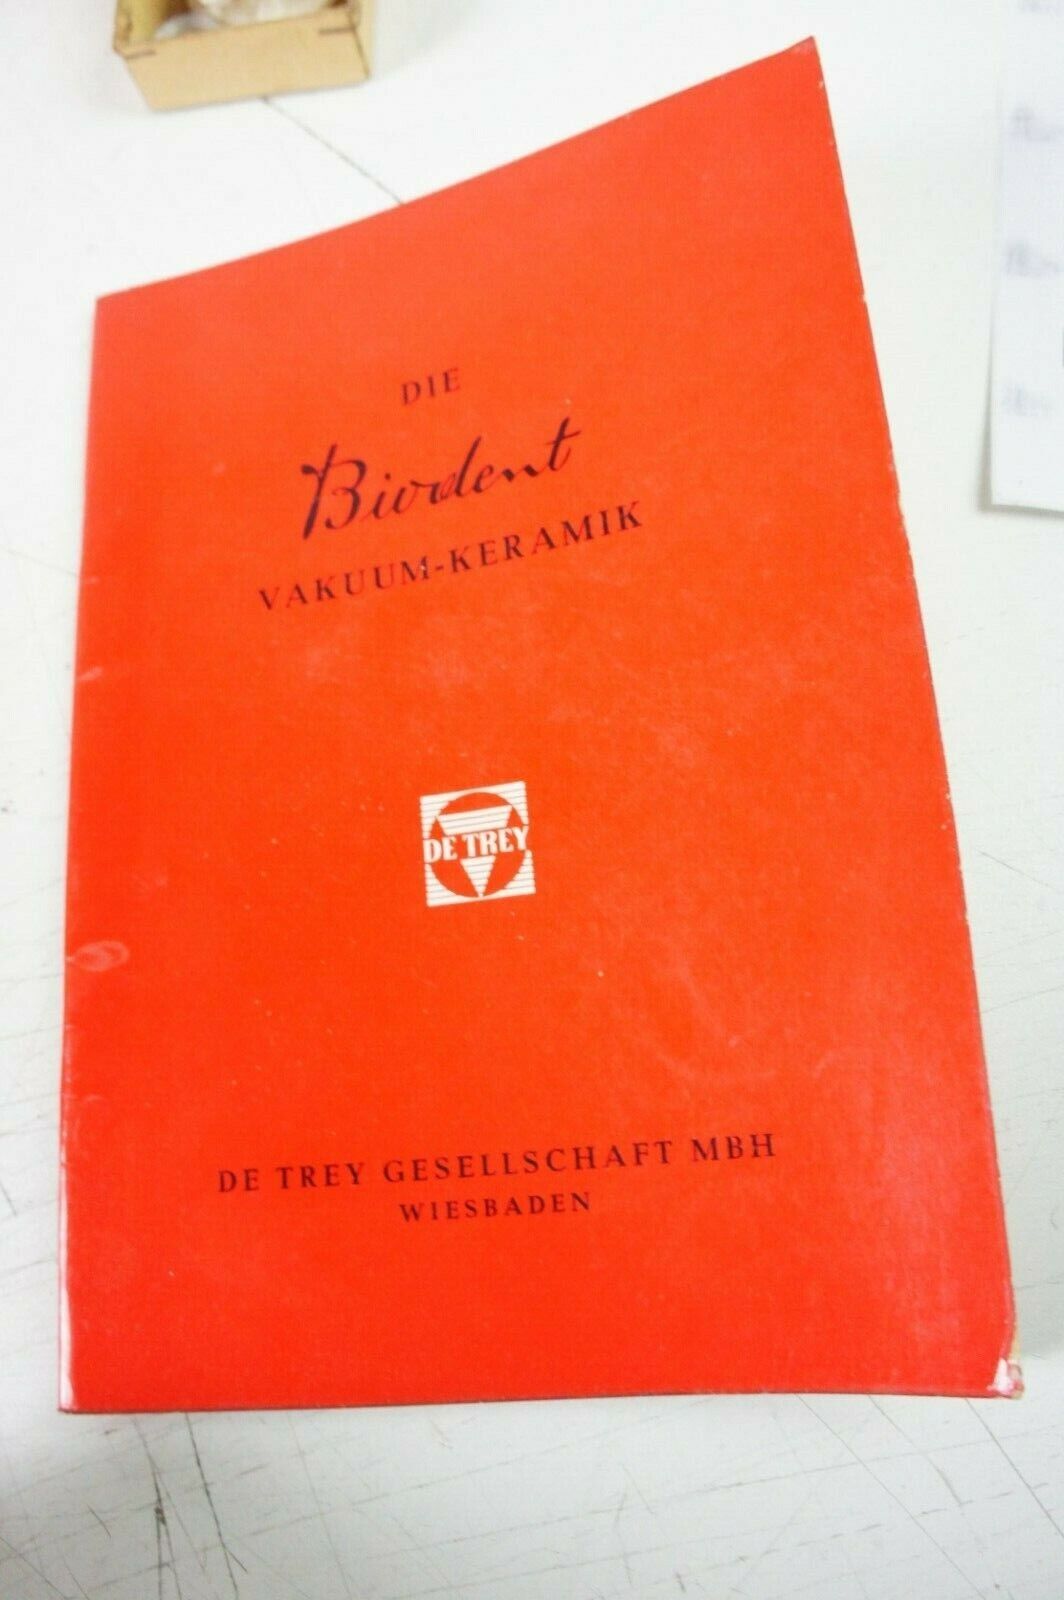 DIE
Biodent
VAKUUM-KERAMIK
DE TREY
DE TREY GESELLSCHAFT MBH
WIESBADEN